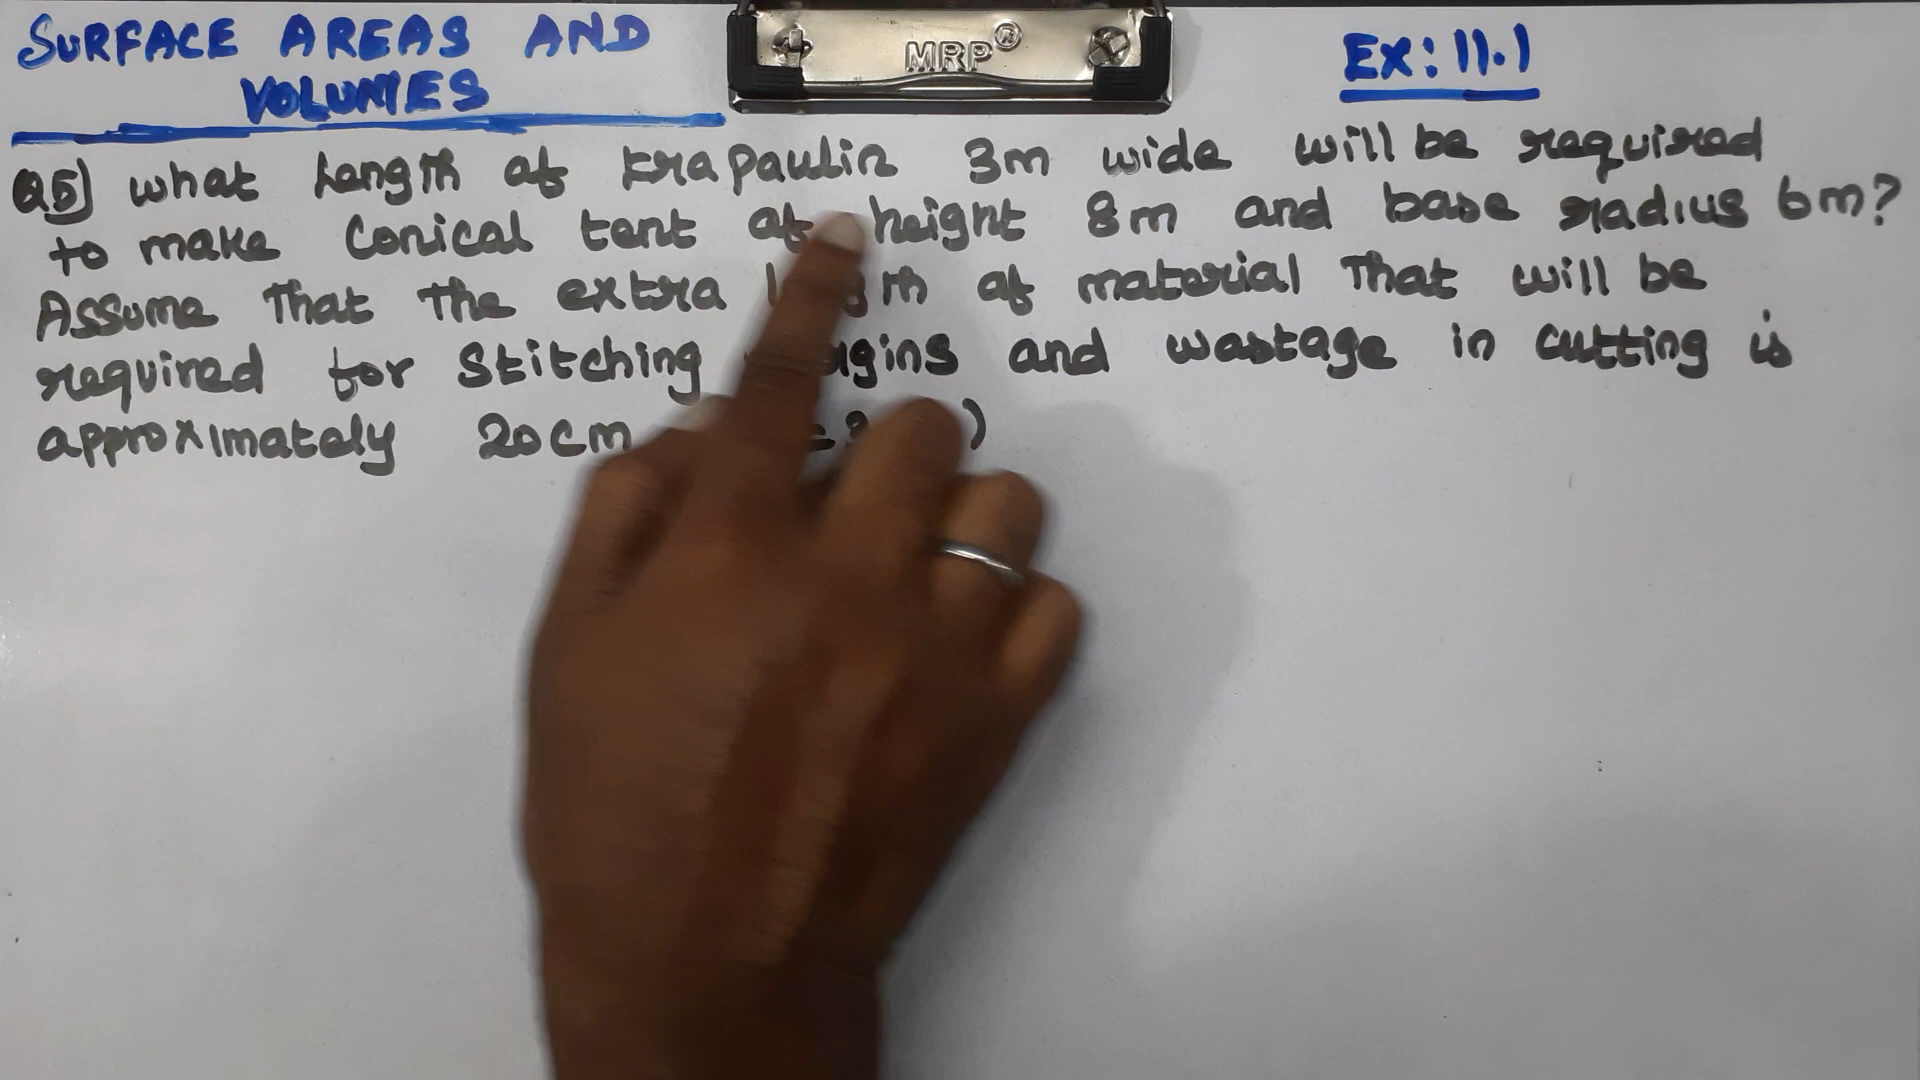 SURFACE AREAS AND
VOLUMES
MRP®
Ex: 11.1
Q5) what Length of trapaulin 3m wide will be required
to make conical tent of height 8m and base radius 6m?
Assume That The extra of material That will be
required for Stitching and wastage in cutting is
approximately 20cm